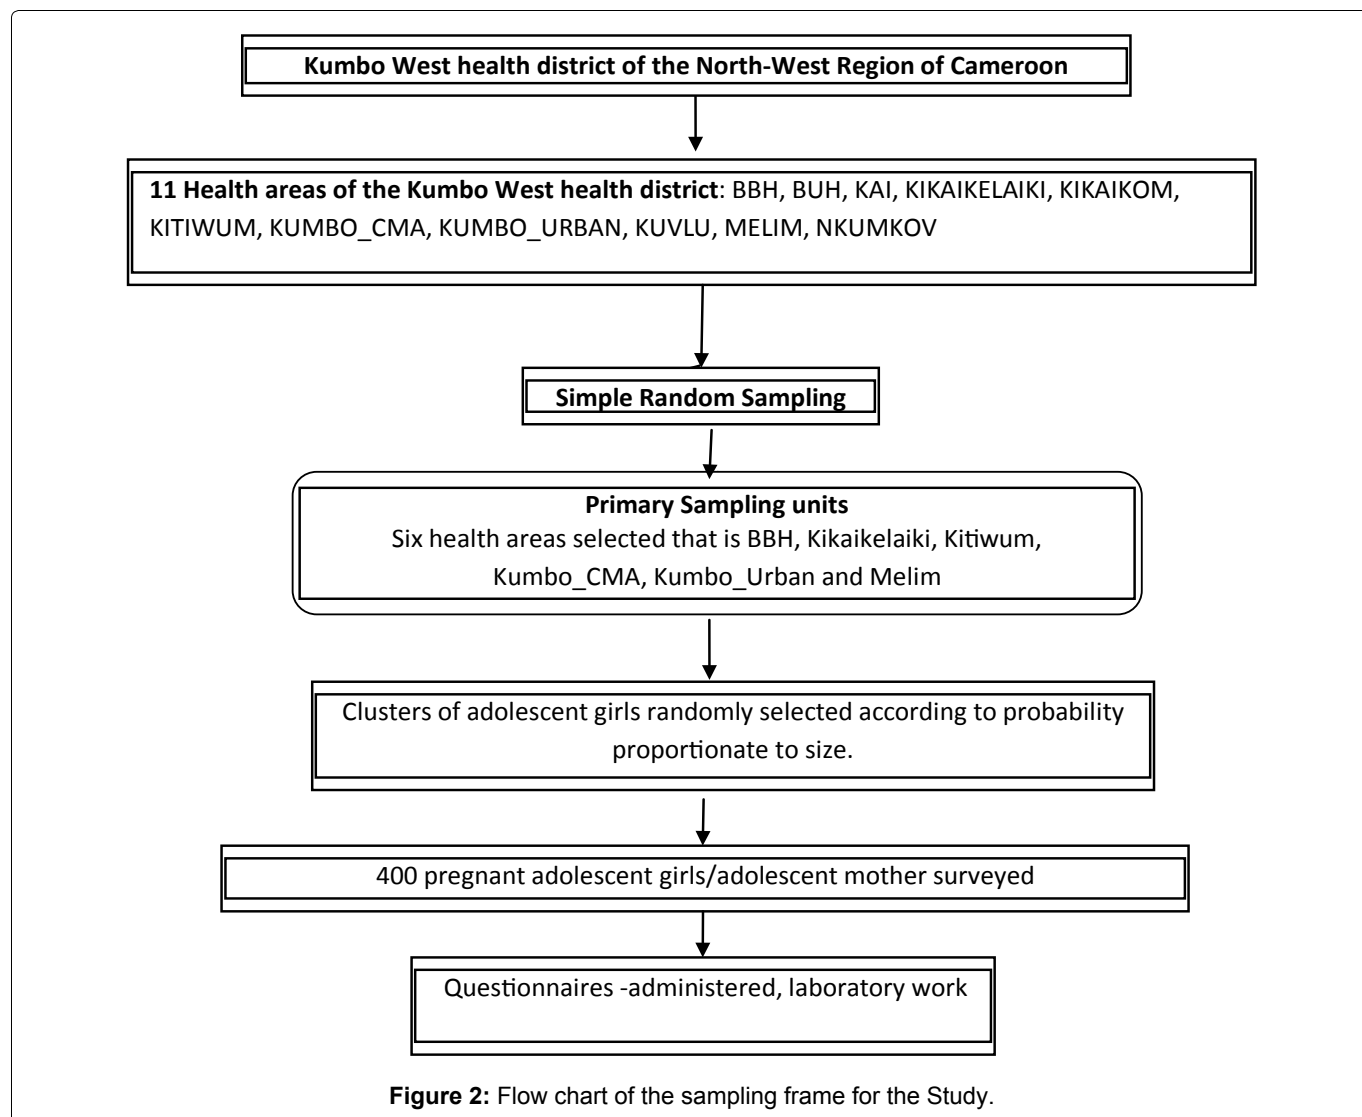 Kumbo West health district of the North-West Region of Cameroon
11 Health areas of the Kumbo West health district: BBH, BUH, KAI, KIKAIKELAIKI, KIKAIKOM,
KITIWUM, KUMBO_CMA, KUMBO_URBAN, KUVLU, MELIM, NKUMKOV
Simple Random Sampling
Primary Sampling units
Six health areas selected that is BBH, Kikaikelaiki, Kitiwum,
Kumbo_CMA, Kumbo_Urban and Melim
Clusters of adolescent girls randomly selected according to probability
proportionate to size.
400 pregnant adolescent girls/adolescent mother surveyed
Questionnaires -administered, laboratory work
Figure 2: Flow chart of the sampling frame for the Study.